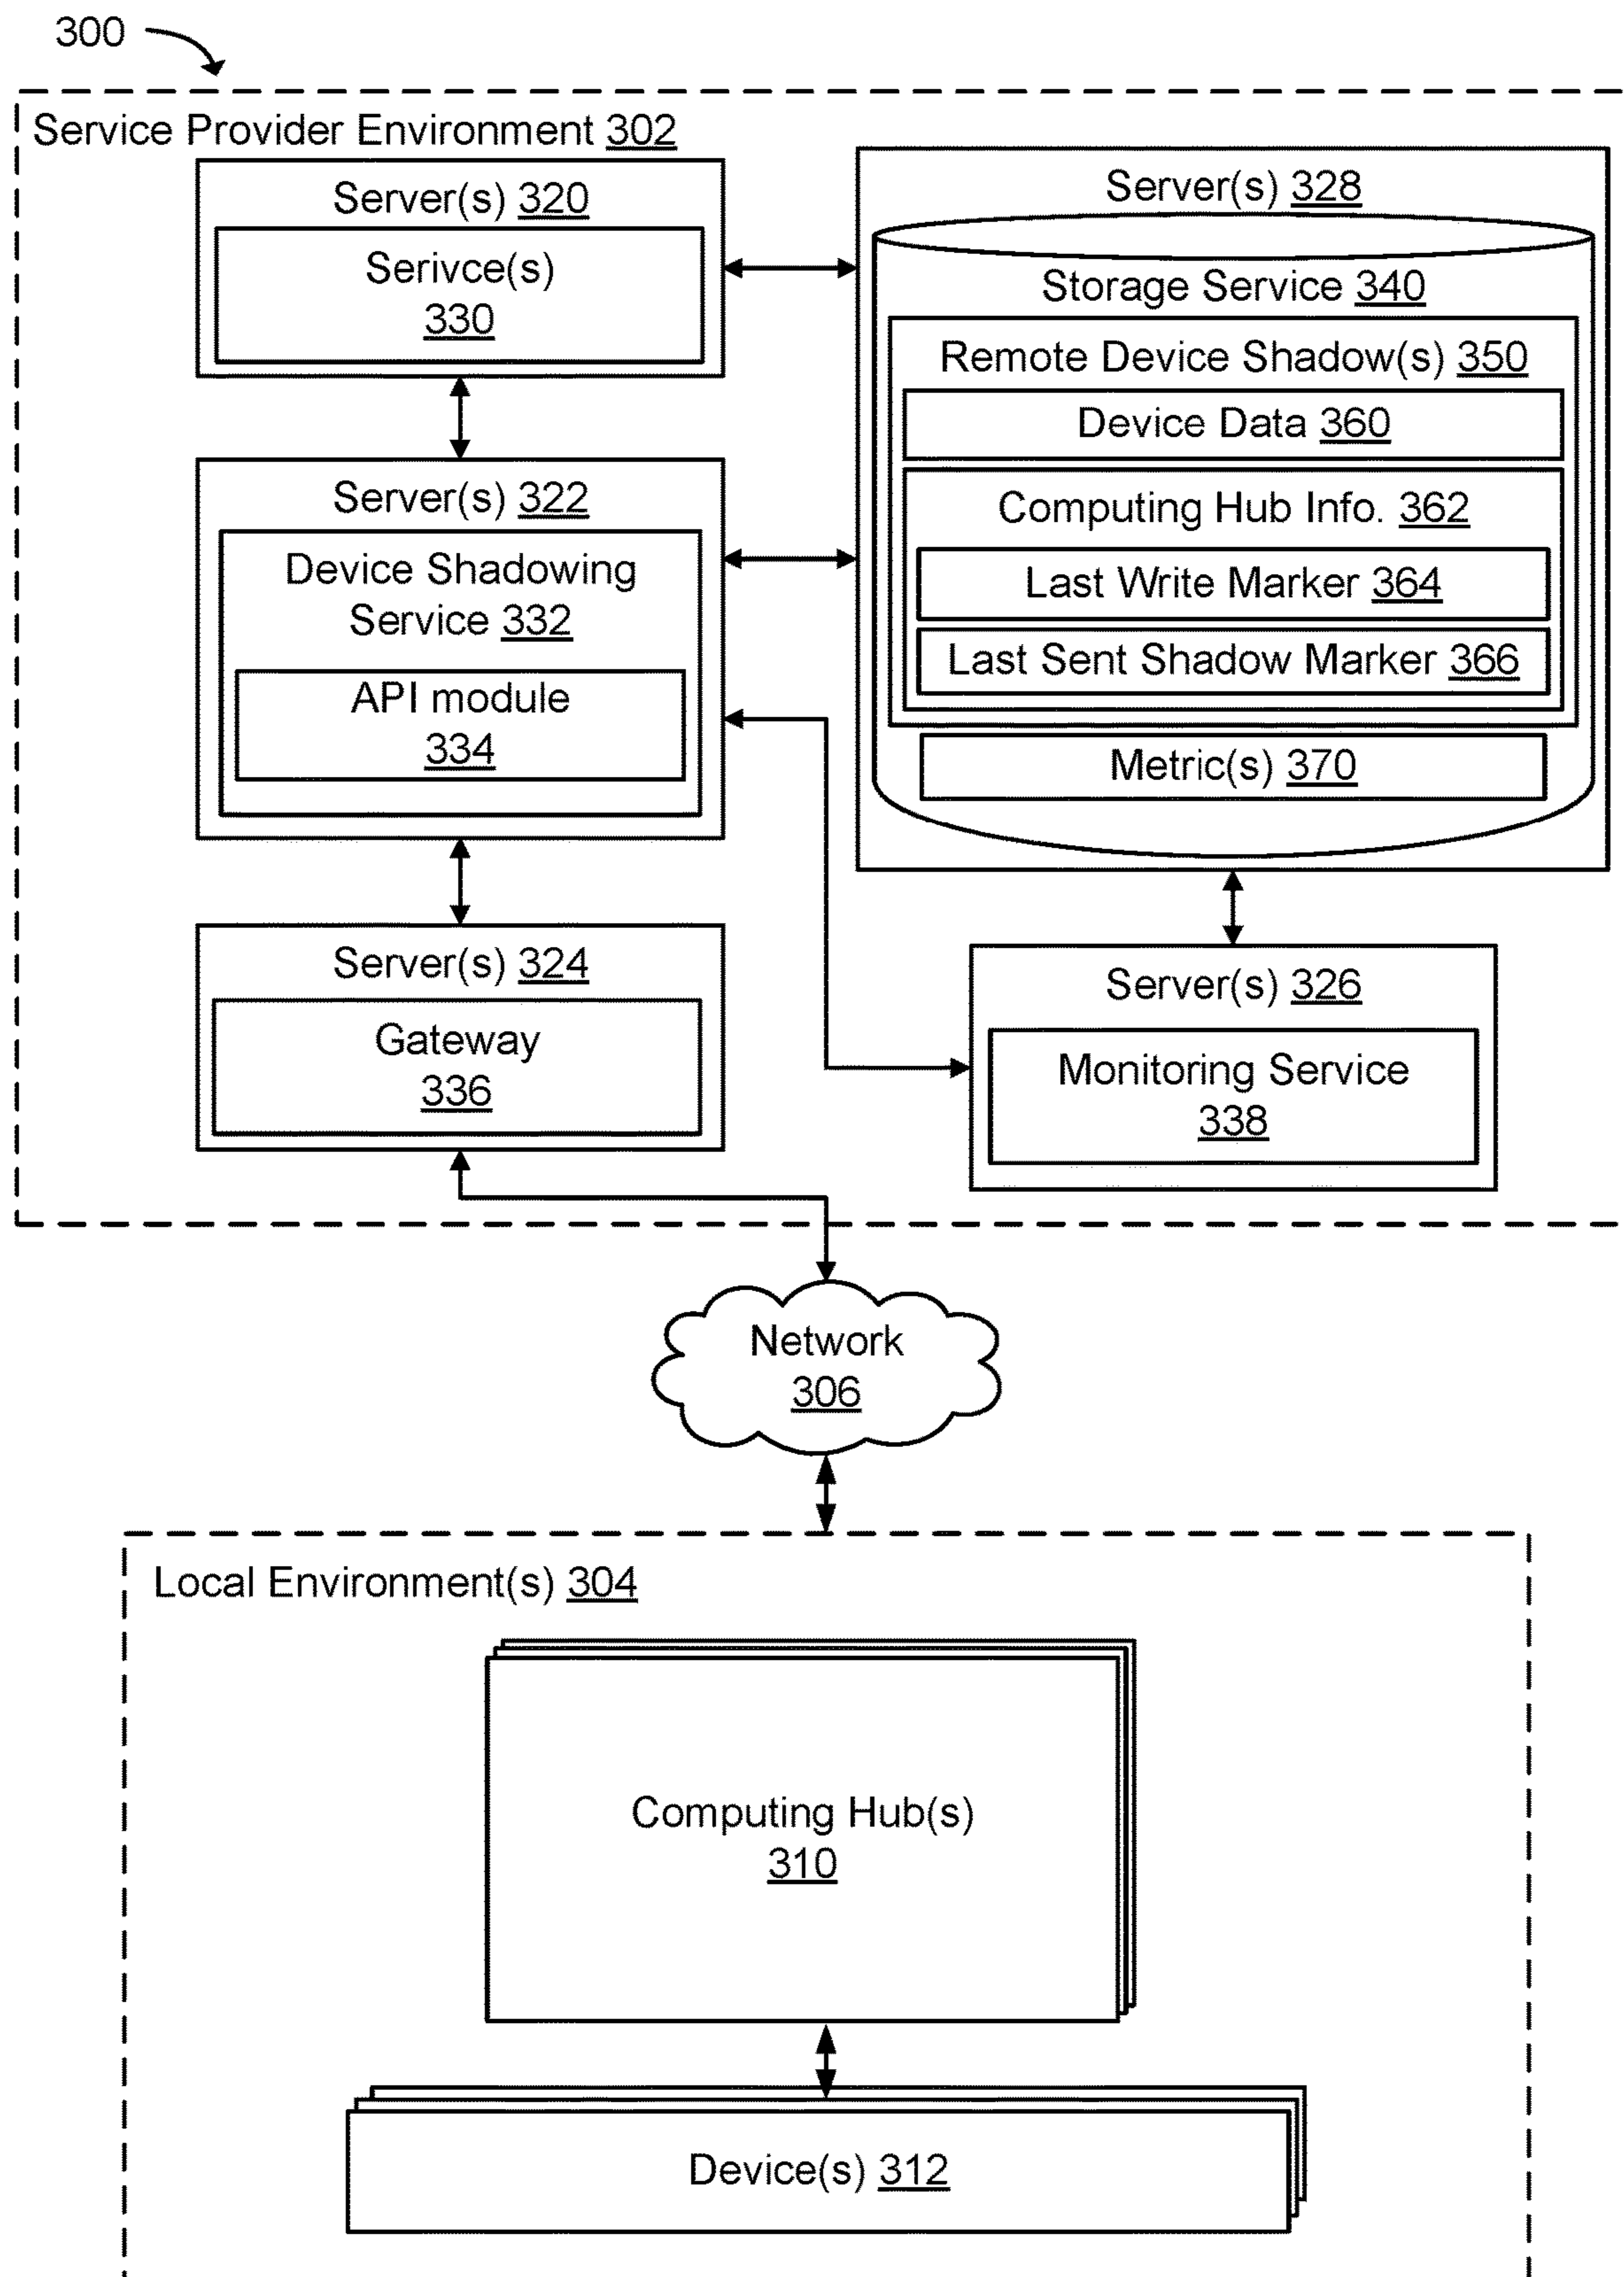 300
Service Provider Environment 302
Server(s) 320
Serivce(s)
330
Server(s) 322
Device Shadowing
Service 332
API module
334
Server(s) 324
Gateway
336
Server(s) 328
Storage Service 340
Remote Device Shadow(s) 350
Device Data 360
Computing Hub Info. 362
Last Write Marker 364
Last Sent Shadow Marker 366
Metric(s) 370
Server(s) 326
Monitoring Service
338
Network
306
Local Environment(s) 304
Computing Hub(s)
310
Device(s) 312